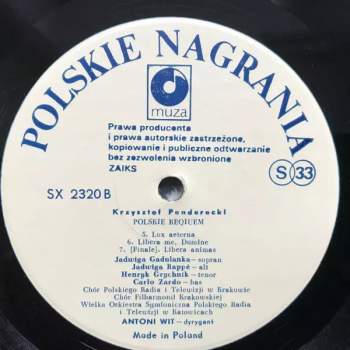 POLSKIE NAGRANIA
muza
Prawa producenta
i prawa autorskie zastrzeżone,
kopiowanie i publiczne odtwarzanie
bez zezwolenia wzbronione
ZAIKS
S 33
SX 2320 B
Krzysztof Penderecki
POLSKIE REQIUEM
5. Lux aeterna
6. Libera me, Domine
7. [Finale]. Libera animas
Jadwiga Gadulanka – sopran
Jadwiga Rappé – alt
Henryk Grychnik – tenor
Carlo Zardo – bas
Chór Polskiego Radia i Telewizji w Krakowie
Chór Filharmonii Krakowskiej
Wielka Orkiestra Symfoniczna Polskiego Radia
i Telewizji w Katowicach
ANTONI WIT – dyrygent
Made in Poland